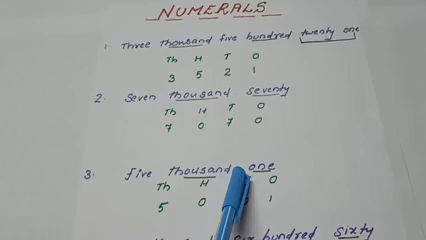 NUMERALS
1. Three thousand five hundred twenty one
Th H T O
3 5 2 1
2. Seven thousand seventy
Th H T O
7 0 7 0
3. Five thousand one
Th H O
5 0 1
hundred sixty